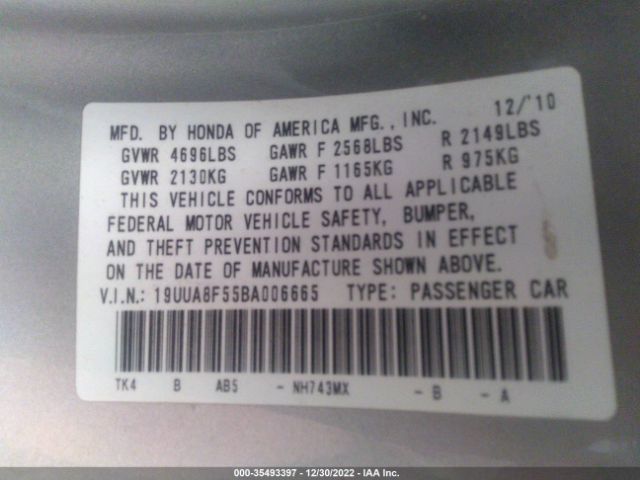 MFD. BY HONDA OF AMERICA MFG., INC. 12/'10
GVWR 4696LBS GAWR F 2568LBS R 2149LBS
GVWR 2130KG GAWR F 1165KG R 975KG
THIS VEHICLE CONFORMS TO ALL APPLICABLE
FEDERAL MOTOR VEHICLE SAFETY, BUMPER,
AND THEFT PREVENTION STANDARDS IN EFFECT
ON THE DATE OF MANUFACTURE SHOWN ABOVE.
V.I.N.: 19UUA8F55BA006665 TYPE: PASSENGER CAR
TK4 B AB5 - NH743MX - B - A
000-35493397 - 12/30/2022 - IAA Inc.